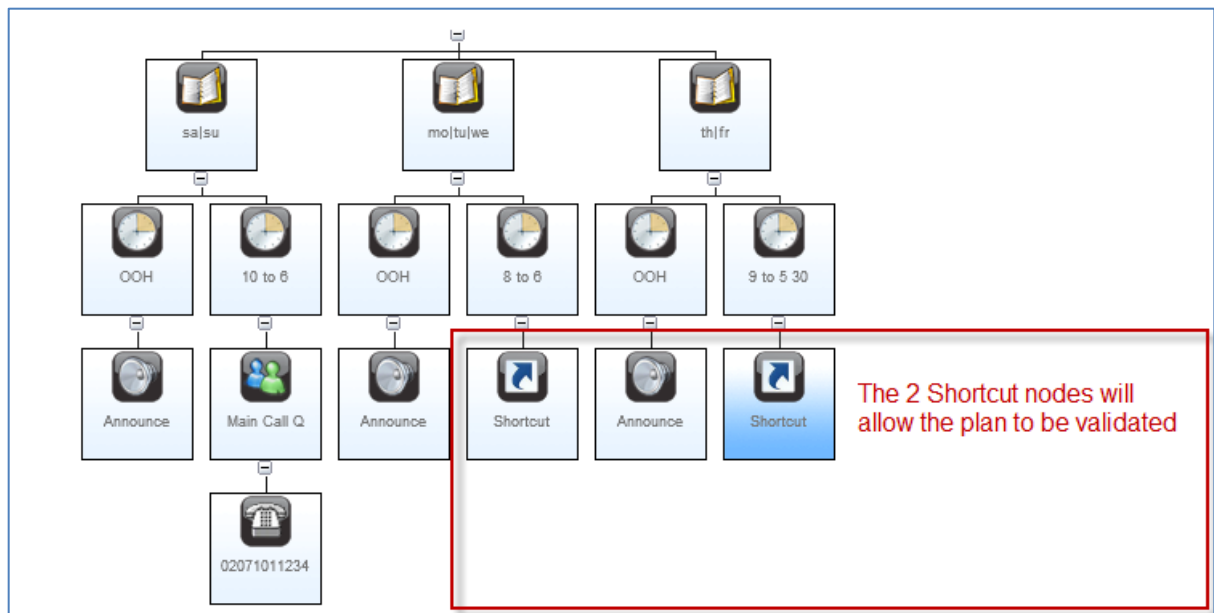 sa|su
mo|tu|we
th|fr
OOH
10 to 6
OOH
8 to 6
OOH
9 to 5 30
Announce
Main Call Q
Announce
Shortcut
Announce
Shortcut
The 2 Shortcut nodes will
allow the plan to be validated
02071011234